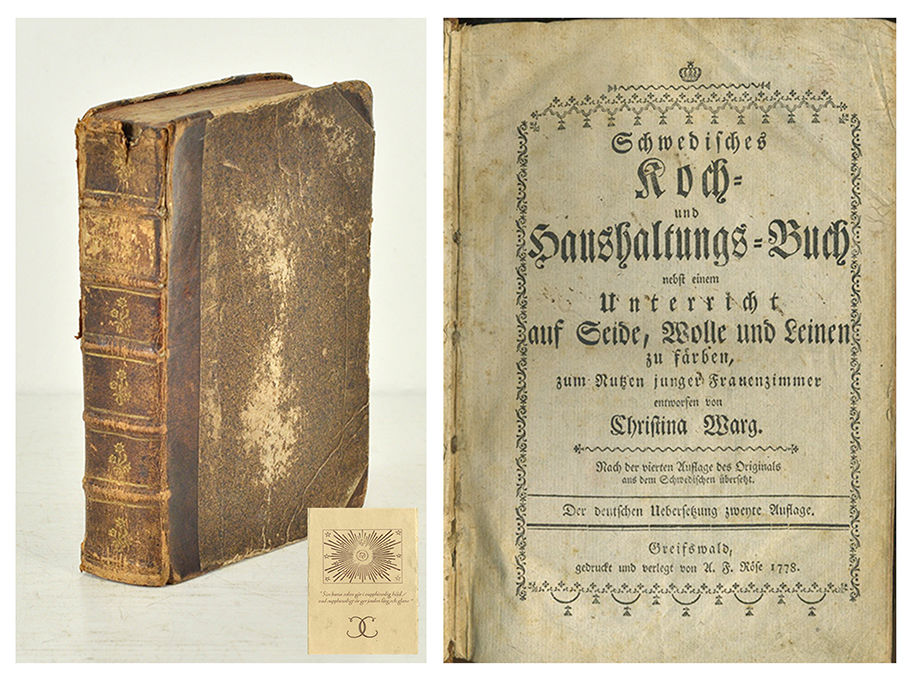 Schwedisches
Koch-
und
Haushaltungs-Buch
nebst einem
Unterricht
auf Seide, Wolle und Leinen
zu färben,
zum Nutzen junger Frauenzimmer
entworfen von
Christina Warg.
Nach der vierten Auflage des Originals
aus dem Schwedischen übersetzt.
Der deutschen Uebersetzung zweyte Auflage.
Greifswald,
gedruckt und verlegt von A. F. Röse 1778.